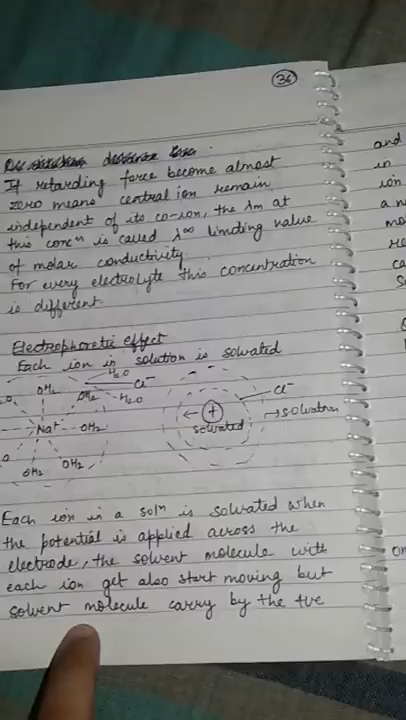 36
If retarding force become almost
zero means central ion remain
independent of its co-ion, the λm at
this concⁿ is called λ∞ limiting value
of molar conductivity
For every electrolyte this concentration
is different.
Electrophoretic effect
Each ion in solution is solvated
H2O
OH2
Cl-
OH2
H2O
Na+
OH2
OH2
OH2
Cl-
+
solvated
→solvation
Each ion in a solⁿ is solvated when
the potential is applied across the
electrode, the solvent molecule with
each ion get also start moving but
solvent molecule carry by the +ve
and
in
ion